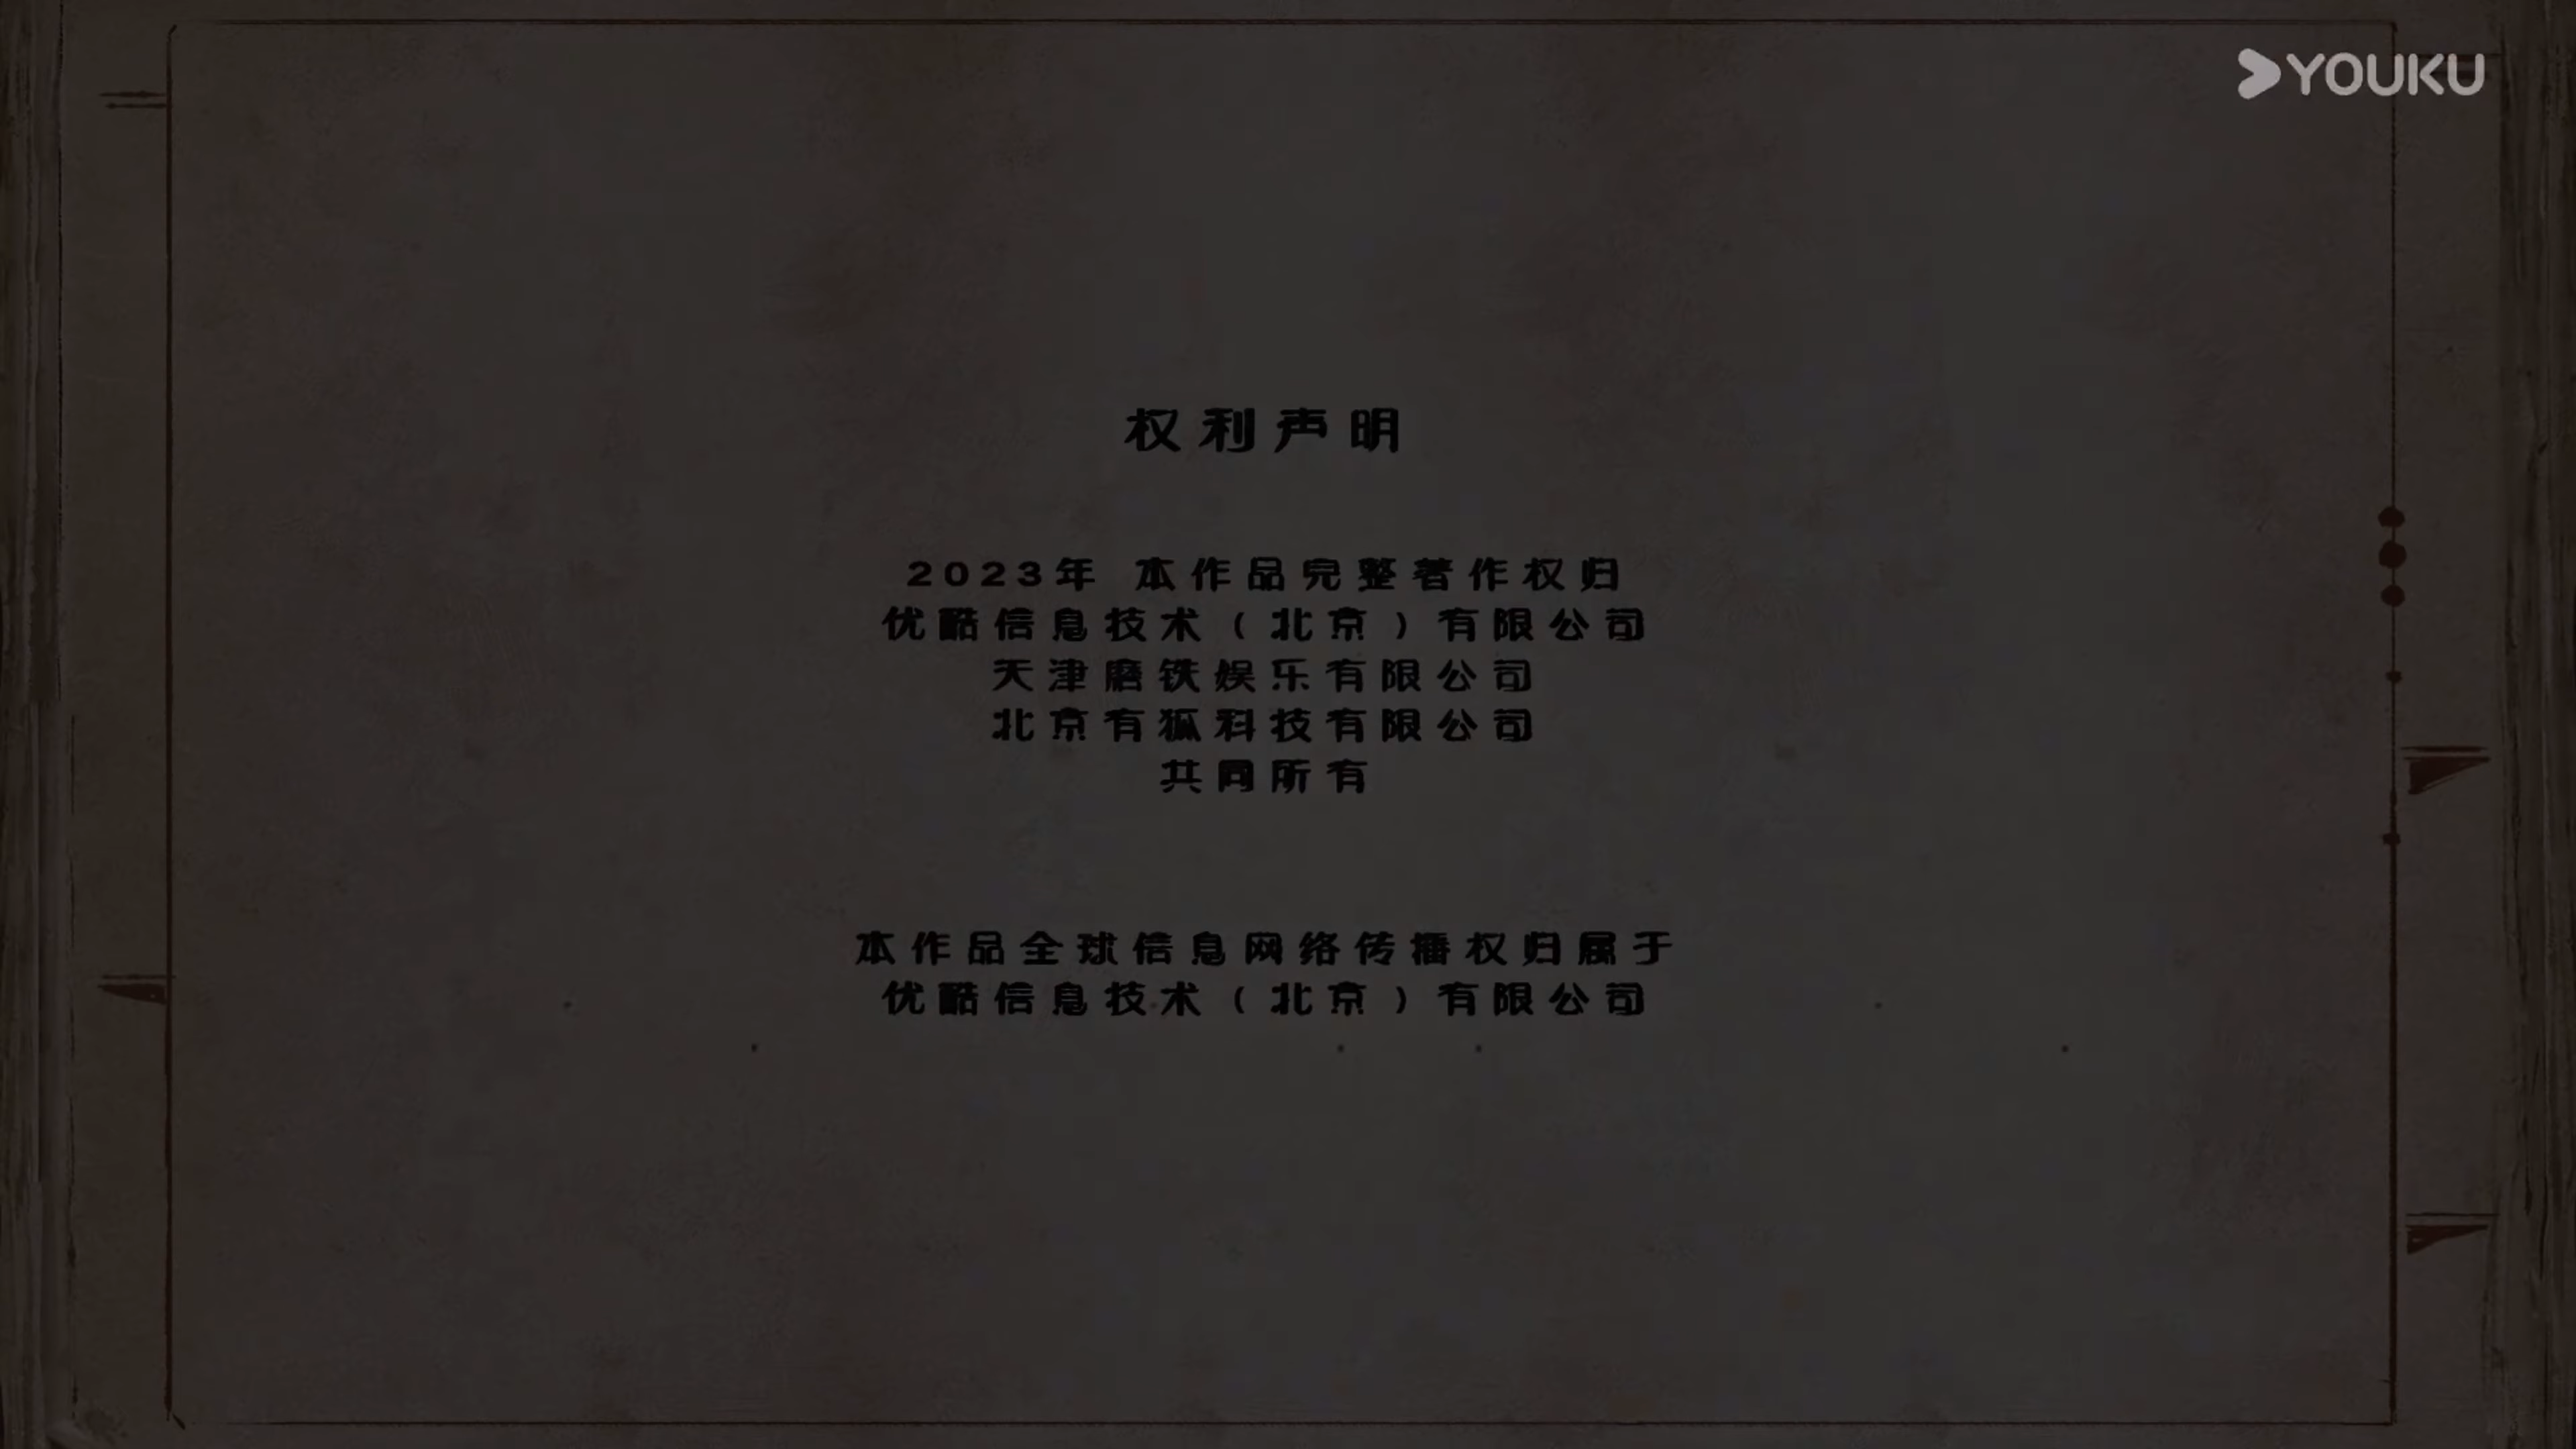 YOUKU
权利声明
2023年 本作品完整著作权归
优酷信息技术（北京）有限公司
天津磨铁娱乐有限公司
北京有狐科技有限公司
共同所有
本作品全球信息网络传播权归属于
优酷信息技术（北京）有限公司